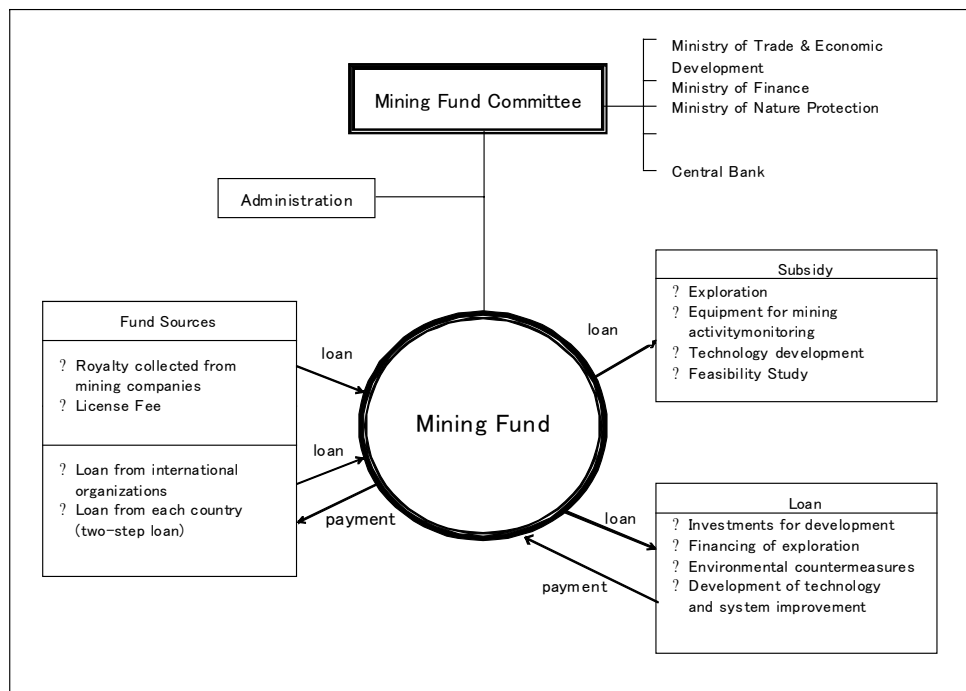 Ministry of Trade & Economic
Development
Ministry of Finance
Ministry of Nature Protection
Central Bank
Mining Fund Committee
Administration
Fund Sources
? Royalty collected from
mining companies
? License Fee
? Loan from international
organizations
? Loan from each country
(two-step loan)
loan
loan
payment
Mining Fund
loan
Subsidy
? Exploration
? Equipment for mining
activitymonitoring
? Technology development
? Feasibility Study
loan
payment
Loan
? Investments for development
? Financing of exploration
? Environmental countermeasures
? Development of technology
and system improvement